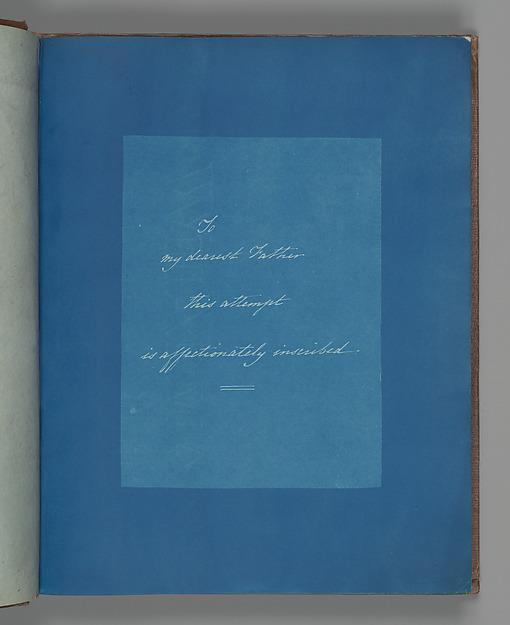 To
my dearest Father
this attempt
is affectionately inscribed.